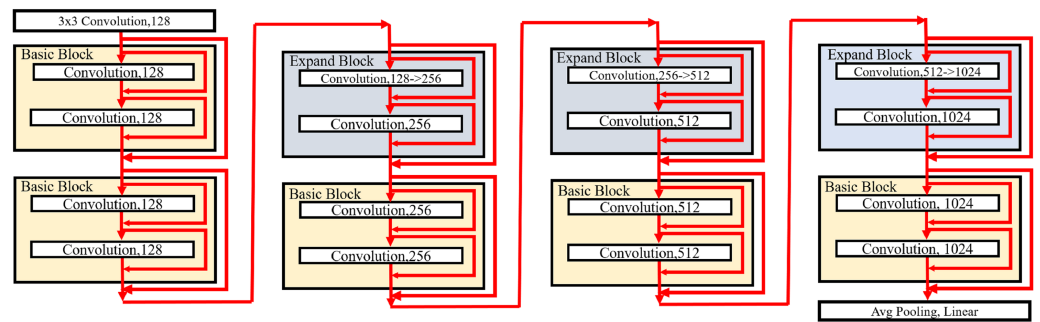 3x3 Convolution,128
Basic Block
Convolution,128
Convolution,128
Basic Block
Convolution,128
Convolution,128
Expand Block
Convolution,128->256
Convolution,256
Basic Block
Convolution,256
Convolution,256
Expand Block
Convolution,256->512
Convolution,512
Basic Block
Convolution,512
Convolution,512
Expand Block
Convolution,512->1024
Convolution,1024
Basic Block
Convolution, 1024
Convolution, 1024
Avg Pooling, Linear